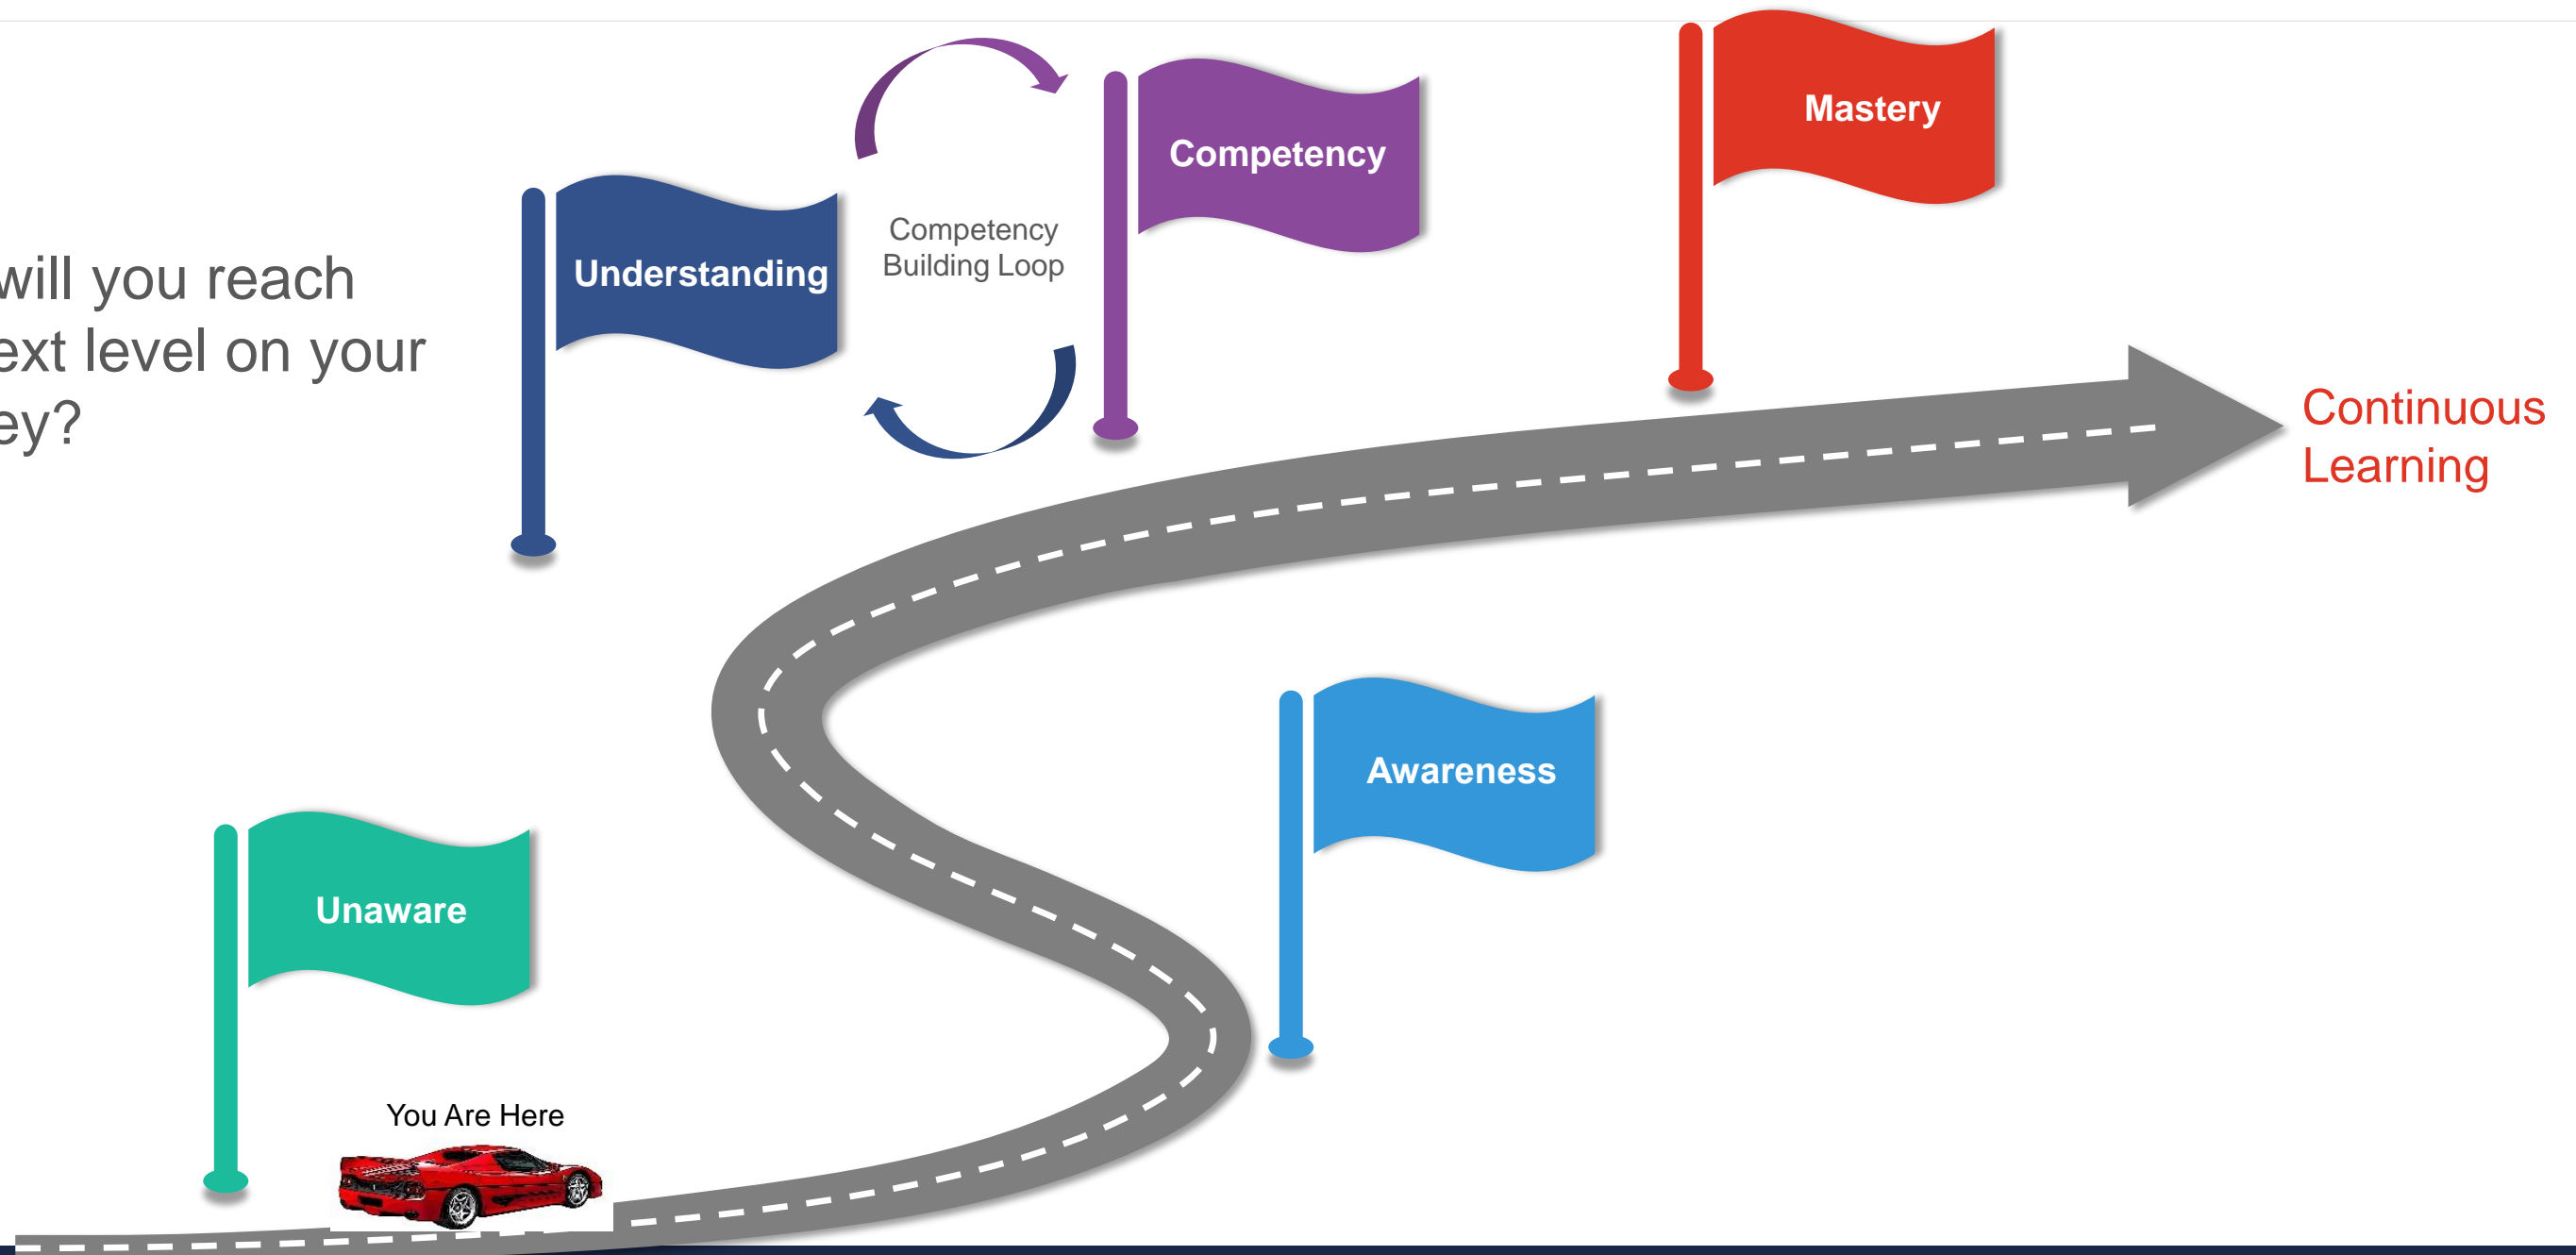 will you reach
ext level on your
ey?
Understanding
Competency
Building Loop
Competency
Mastery
Continuous
Learning
Awareness
Unaware
You Are Here